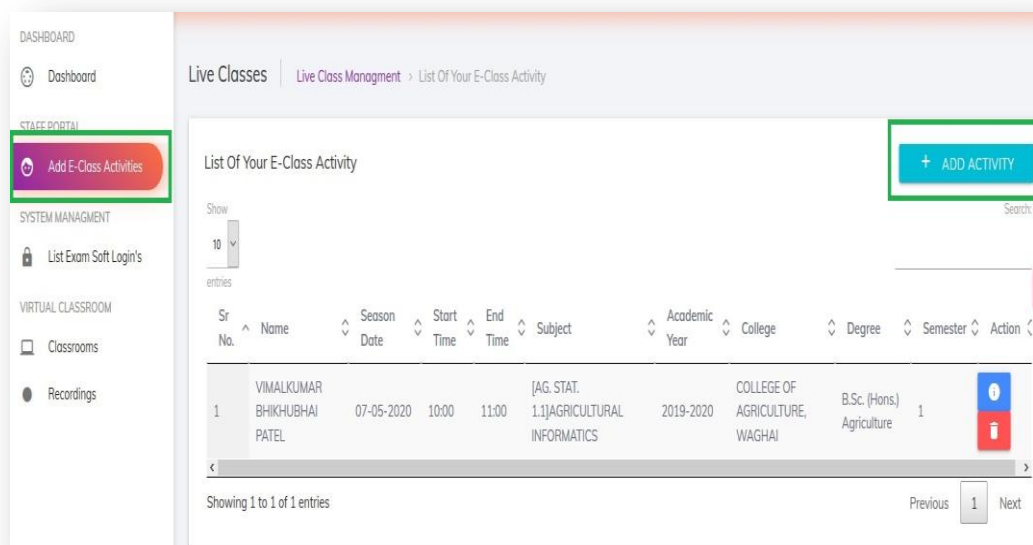 DASHBOARD
Dashboard
STAFF PORTAL
Add E-Class Activities
SYSTEM MANAGMENT
List Exam Soft Login's
VIRTUAL CLASSROOM
Classrooms
Recordings
Live Classes
Live Class Managment > List Of Your E-Class Activity
List Of Your E-Class Activity
+ ADD ACTIVITY
Show
10
entries
Search:
Sr No.
Name
Season Date
Start Time
End Time
Subject
Academic Year
College
Degree
Semester
Action
1
VIMALKUMAR
BHIKHUBHAI
PATEL
07-05-2020
10:00
11:00
[AG. STAT.
1.1]AGRICULTURAL
INFORMATICS
2019-2020
COLLEGE OF
AGRICULTURE,
WAGHAI
B.Sc. (Hons.)
Agriculture
1
Showing 1 to 1 of 1 entries
Previous 1 Next